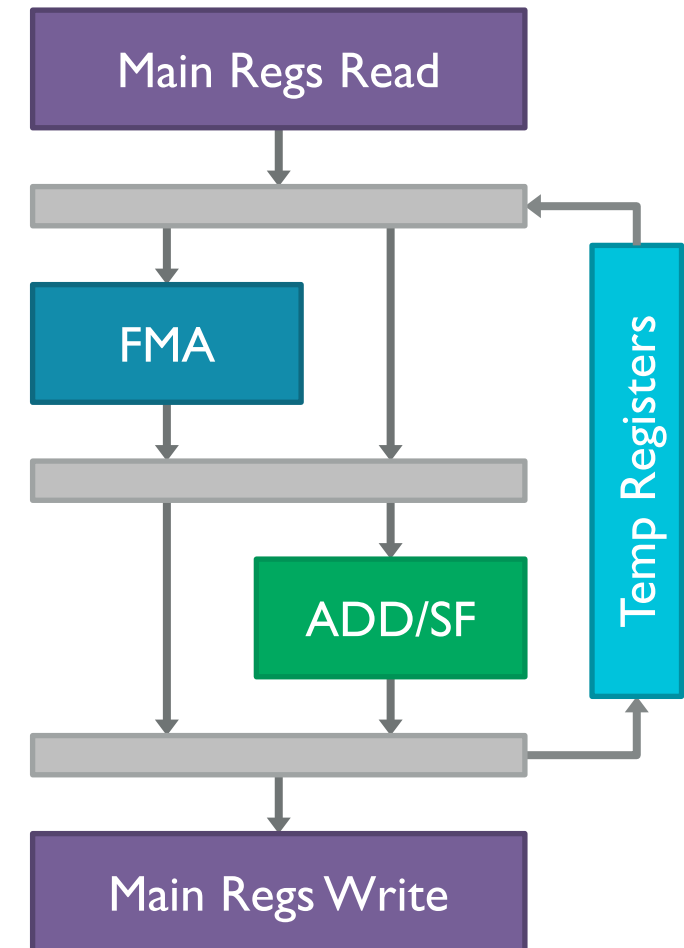 Main Regs Read
FMA
Temp Registers
ADD/SF
Main Regs Write